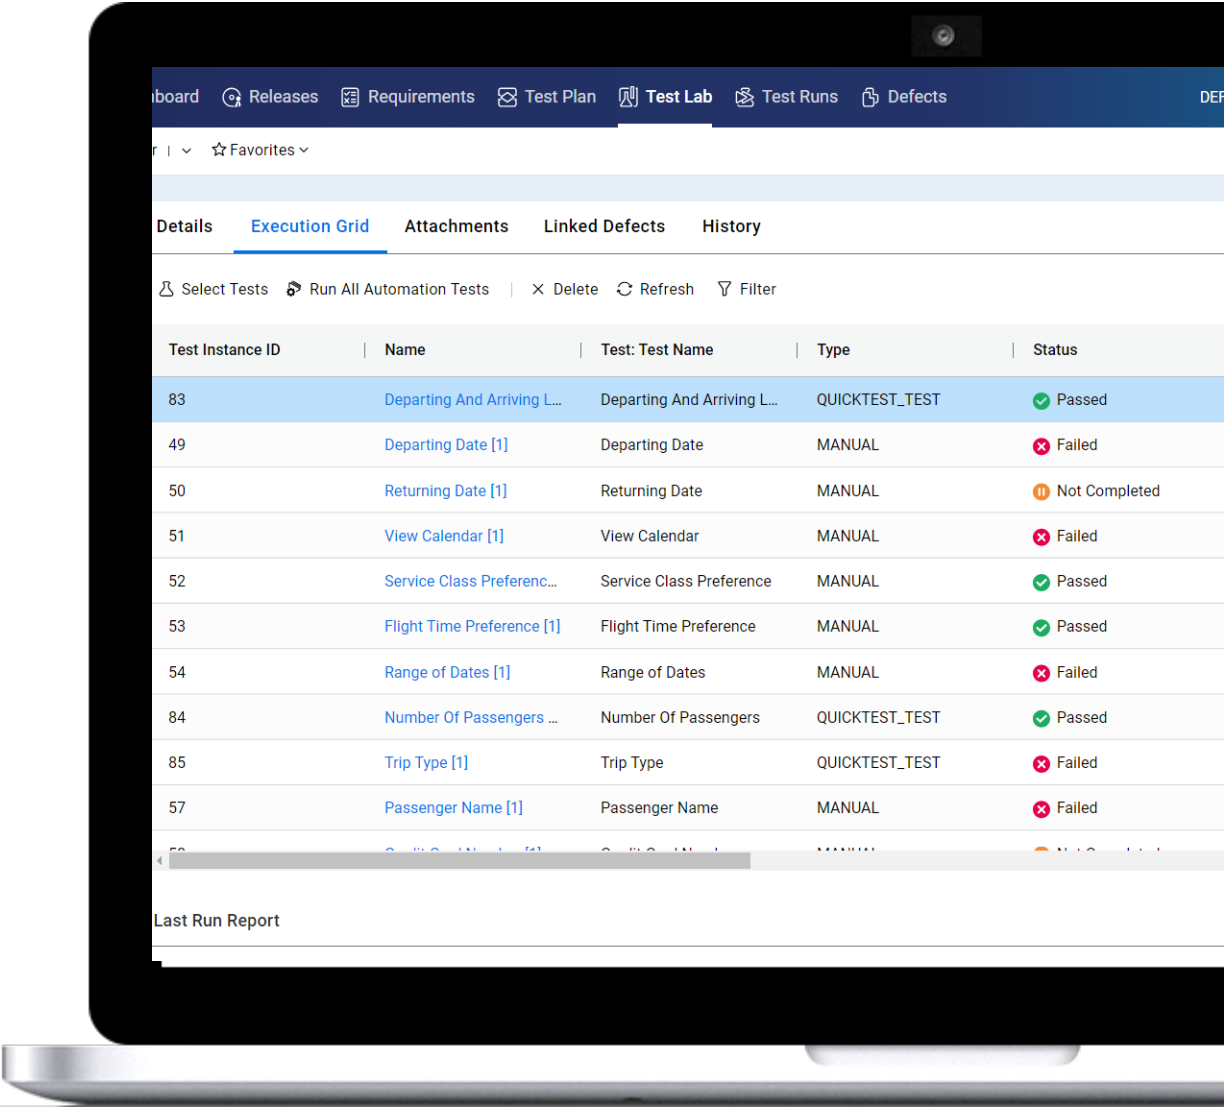 board Releases Requirements Test Plan Test Lab Test Runs Defects DEF
r | Favorites
Details Execution Grid Attachments Linked Defects History
Select Tests Run All Automation Tests | Delete Refresh Filter
Test Instance ID | Name | Test: Test Name | Type | Status
83 Departing And Arriving L... Departing And Arriving L... QUICKTEST_TEST Passed
49 Departing Date [1] Departing Date MANUAL Failed
50 Returning Date [1] Returning Date MANUAL Not Completed
51 View Calendar [1] View Calendar MANUAL Failed
52 Service Class Preferenc... Service Class Preference MANUAL Passed
53 Flight Time Preference [1] Flight Time Preference MANUAL Passed
54 Range of Dates [1] Range of Dates MANUAL Failed
84 Number Of Passengers ... Number Of Passengers QUICKTEST_TEST Passed
85 Trip Type [1] Trip Type QUICKTEST_TEST Failed
57 Passenger Name [1] Passenger Name MANUAL Failed
Last Run Report